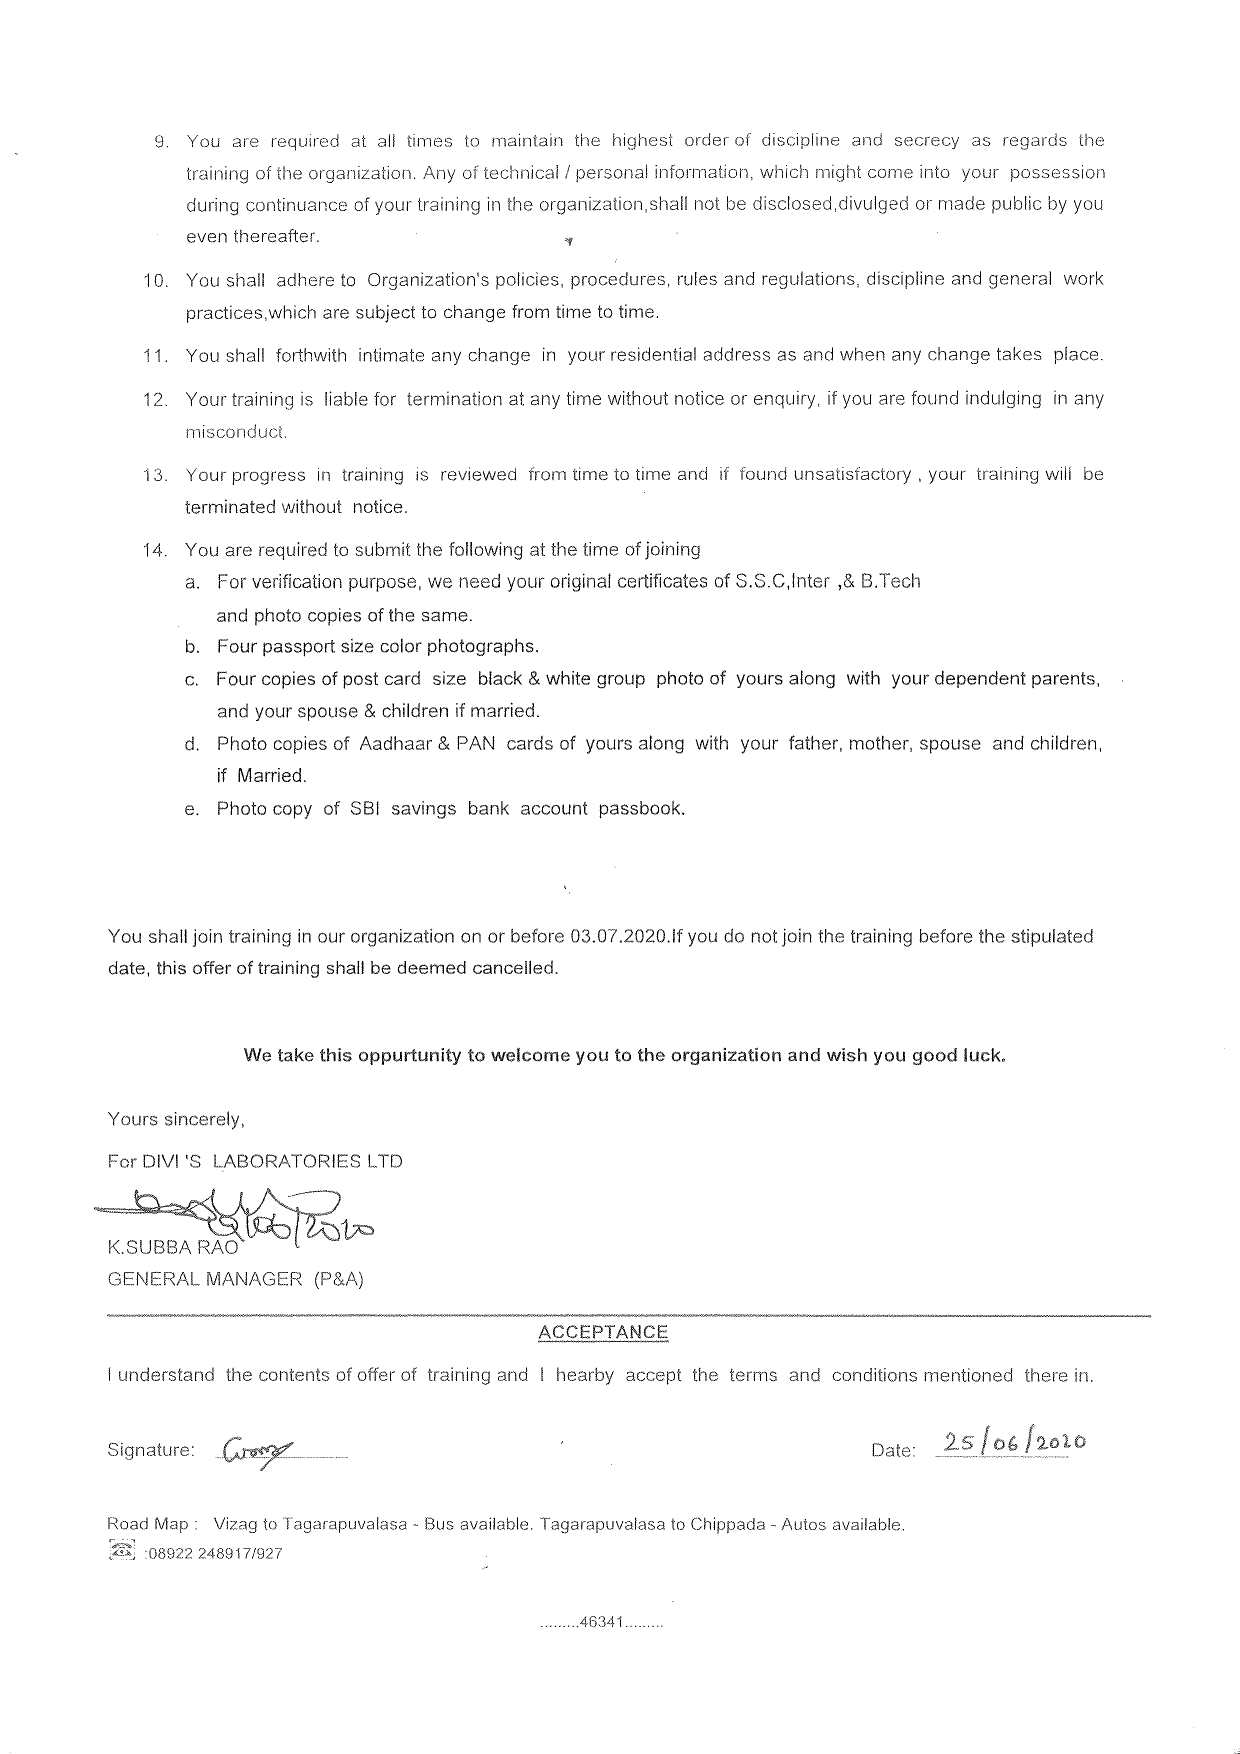 9. You are required at all times to maintain the highest order of discipline and secrecy as regards the
training of the organization. Any of technical / personal information, which might come into your possession
during continuance of your training in the organization,shall not be disclosed,divulged or made public by you
even thereafter.
10. You shall adhere to Organization's policies, procedures, rules and regulations, discipline and general work
practices,which are subject to change from time to time.
11. You shall forthwith intimate any change in your residential address as and when any change takes place.
12. Your training is liable for termination at any time without notice or enquiry, if you are found indulging in any
misconduct.
13. Your progress in training is reviewed from time to time and if found unsatisfactory , your training will be
terminated without notice.
14. You are required to submit the following at the time of joining
a. For verification purpose, we need your original certificates of S.S.C,Inter ,& B.Tech
and photo copies of the same.
b. Four passport size color photographs.
c. Four copies of post card size black & white group photo of yours along with your dependent parents,
and your spouse & children if married.
d. Photo copies of Aadhaar & PAN cards of yours along with your father, mother, spouse and children,
if Married.
e. Photo copy of SBI savings bank account passbook.
You shall join training in our organization on or before 03.07.2020.If you do not join the training before the stipulated
date, this offer of training shall be deemed cancelled.
We take this oppurtunity to welcome you to the organization and wish you good luck.
Yours sincerely,
For DIVI 'S LABORATORIES LTD
K.SUBBA RAO
GENERAL MANAGER (P&A)
ACCEPTANCE
I understand the contents of offer of training and I hearby accept the terms and conditions mentioned there in.
Signature: Date: 25/06/2020
Road Map : Vizag to Tagarapuvalasa - Bus available. Tagarapuvalasa to Chippada - Autos available.
:08922 248917/927
.........46341.........